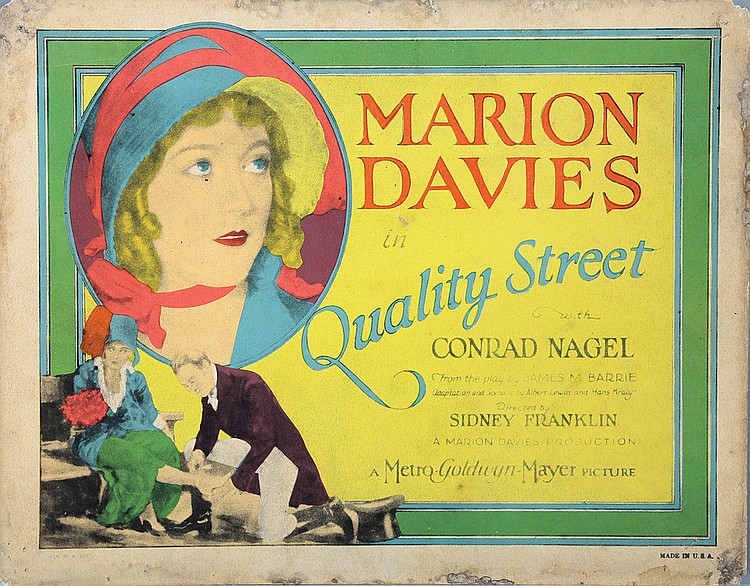 MARION
DAVIES
in
Quality Street
with
CONRAD NAGEL
From the play by JAMES M. BARRIE
Adaptation and Scenario by Albert Lewin and Hans Kraly
Directed by
SIDNEY FRANKLIN
A MARION DAVIES PRODUCTION
A Metro-Goldwyn-Mayer PICTURE
MADE IN U.S.A.